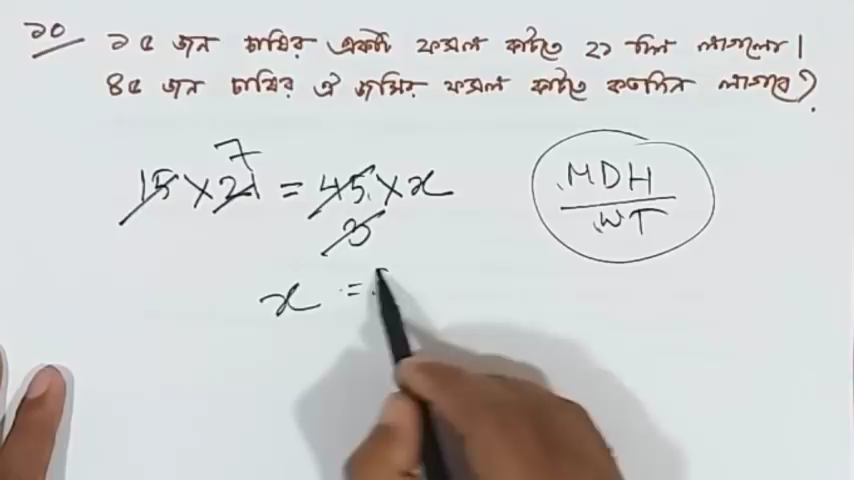 ১০
১৫ জন চাষির একটি ফসল কাটতে ২১ দিন লাগলো।
৪৫ জন চাষির ঐ জমির ফসল কাটতে কতদিন লাগবে?
7
15 × 21 = 45 × x
3
x =
MDH
WT